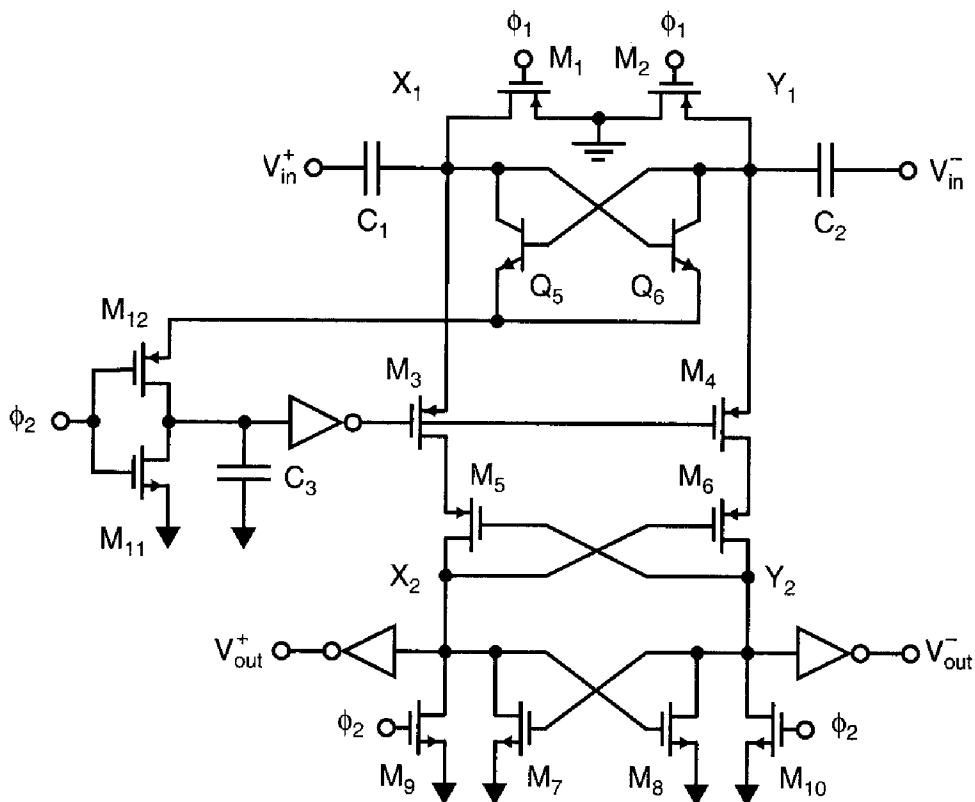 ϕ1 ϕ1
X1 M1 M2 Y1
V+in C1 C2 V−in
Q5 Q6
M12
M3 M4
ϕ2
C3 M5 M6
M11
X2 Y2
V+out V−out
ϕ2 ϕ2
M9 M7 M8 M10